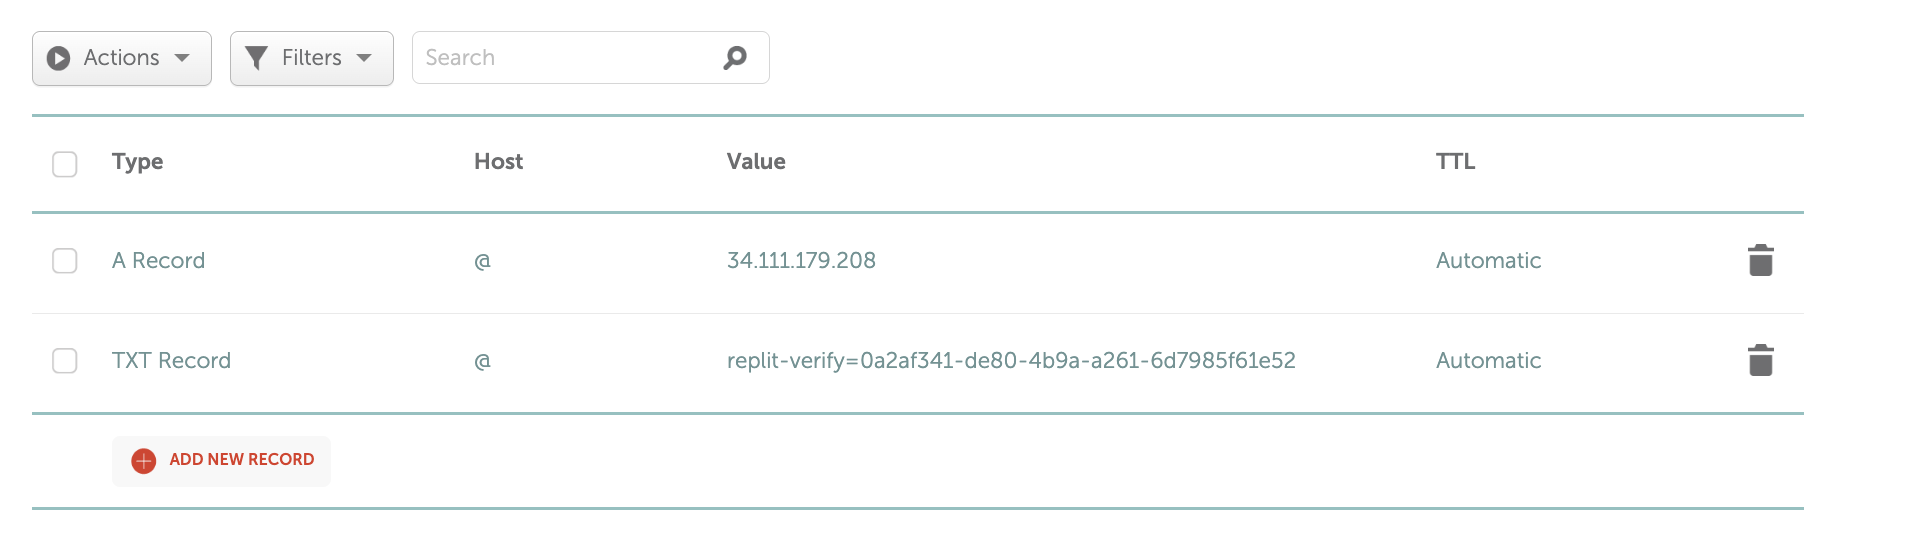 Actions Filters Search
Type Host Value TTL
A Record @ 34.111.179.208 Automatic
TXT Record @ replit-verify=0a2af341-de80-4b9a-a261-6d7985f61e52 Automatic
ADD NEW RECORD